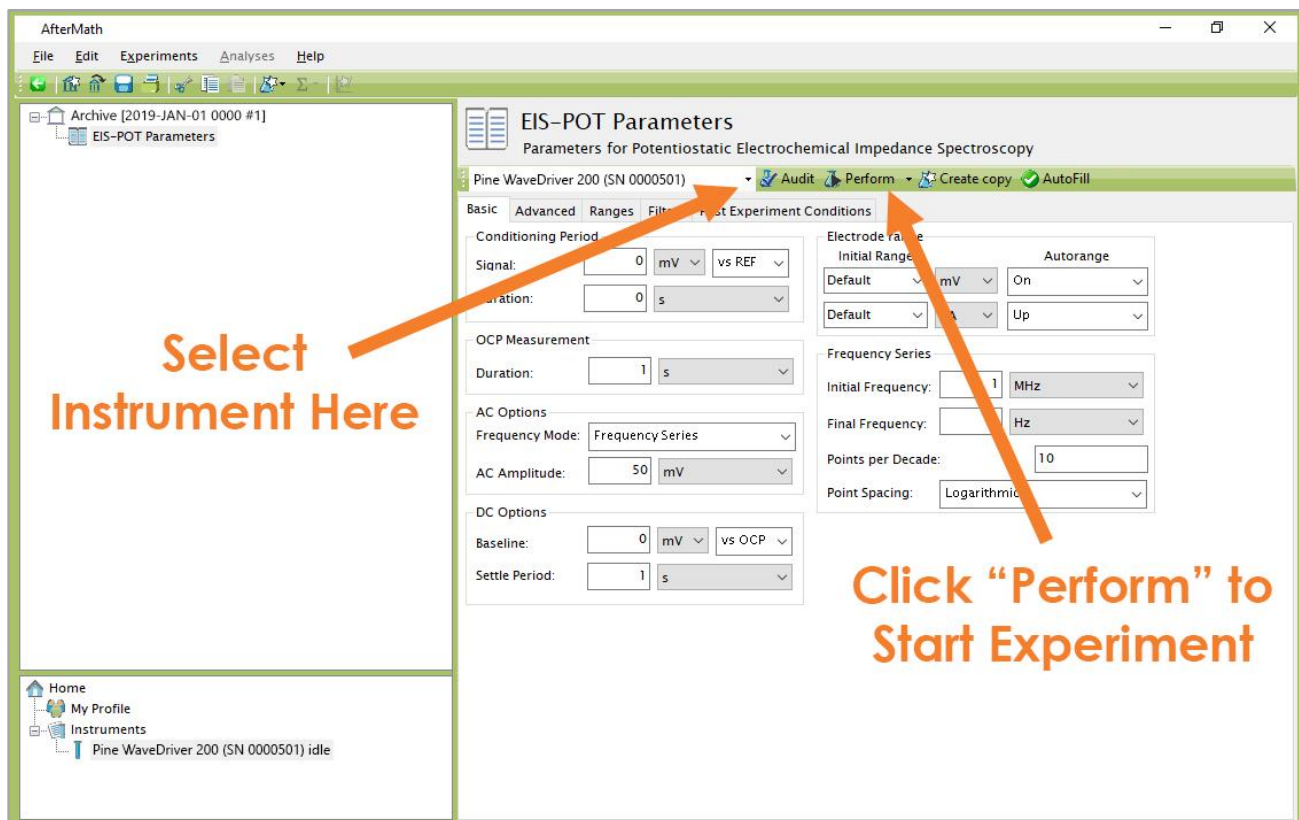 AfterMath
File Edit Experiments Analyses Help
Archive [2019-JAN-01 0000 #1]
EIS-POT Parameters
EIS-POT Parameters
Parameters for Potentiostatic Electrochemical Impedance Spectroscopy
Pine WaveDriver 200 (SN 0000501) Audit Perform Create copy AutoFill
Basic Advanced Ranges Experiment Conditions
Conditioning Period
Signal: 0 mV vs REF
Duration: 0 s
OCP Measurement
Duration: 1 s
AC Options
Frequency Mode: Frequency Series
AC Amplitude: 50 mV
DC Options
Baseline: 0 mV vs OCP
Settle Period: 1 s
Electrode range
Initial Range Autorange
Default mV On
Default Up
Frequency Series
Initial Frequency: 1 MHz
Final Frequency: Hz
Points per Decade: 10
Point Spacing: Logarithmic
Select
Instrument Here
Click “Perform” to
Start Experiment
Home
My Profile
Instruments
Pine WaveDriver 200 (SN 0000501) idle